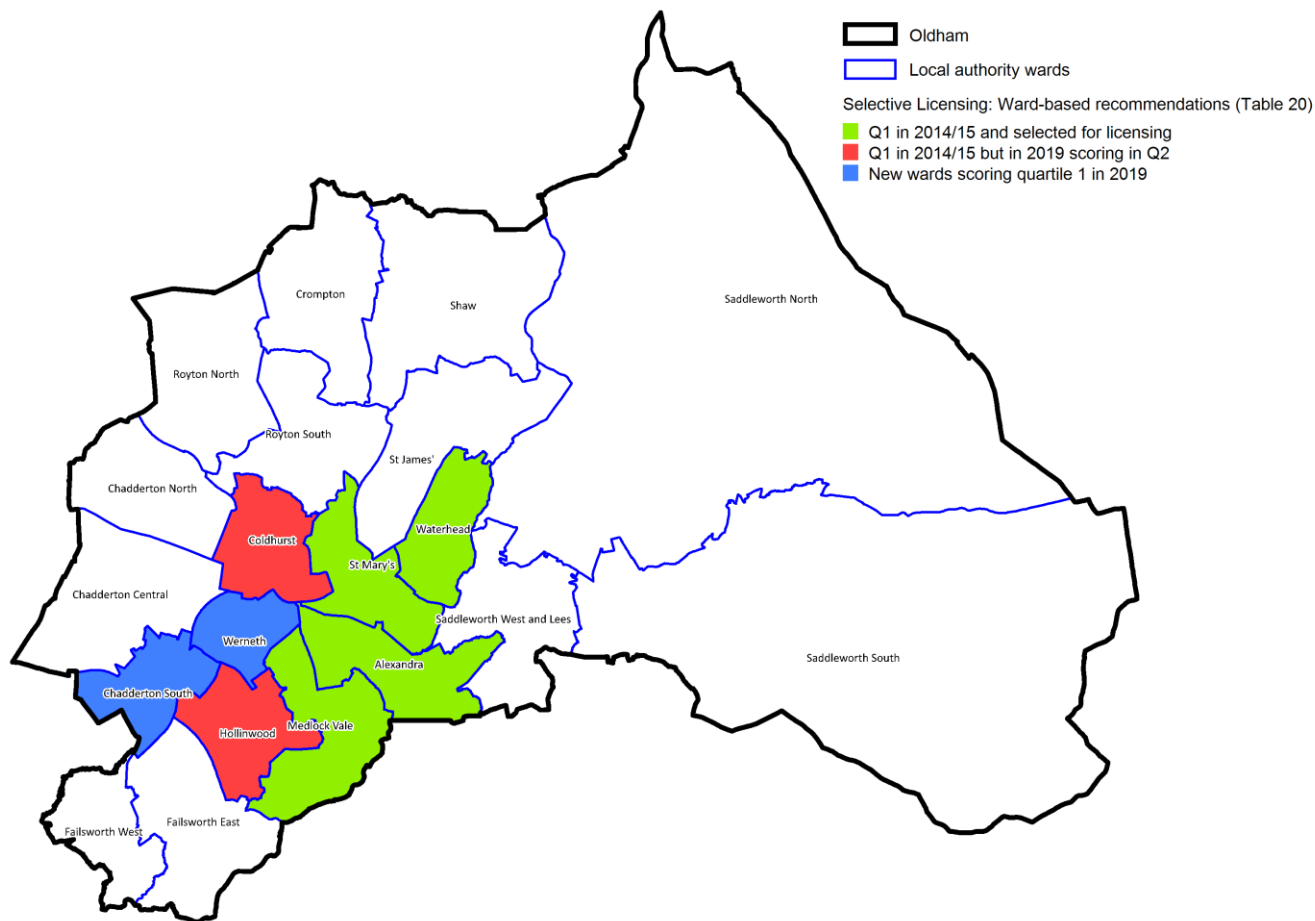 Oldham
Local authority wards
Selective Licensing: Ward-based recommendations (Table 20)
Q1 in 2014/15 and selected for licensing
Q1 in 2014/15 but in 2019 scoring in Q2
New wards scoring quartile 1 in 2019
Crompton
Shaw
Saddleworth North
Royton North
Royton South
St James'
Chadderton North
Waterhead
Coldhurst
St Mary's
Chadderton Central
Saddleworth West and Lees
Werneth
Alexandra
Saddleworth South
Chadderton South
Medlock Vale
Hollinwood
Failsworth East
Failsworth West